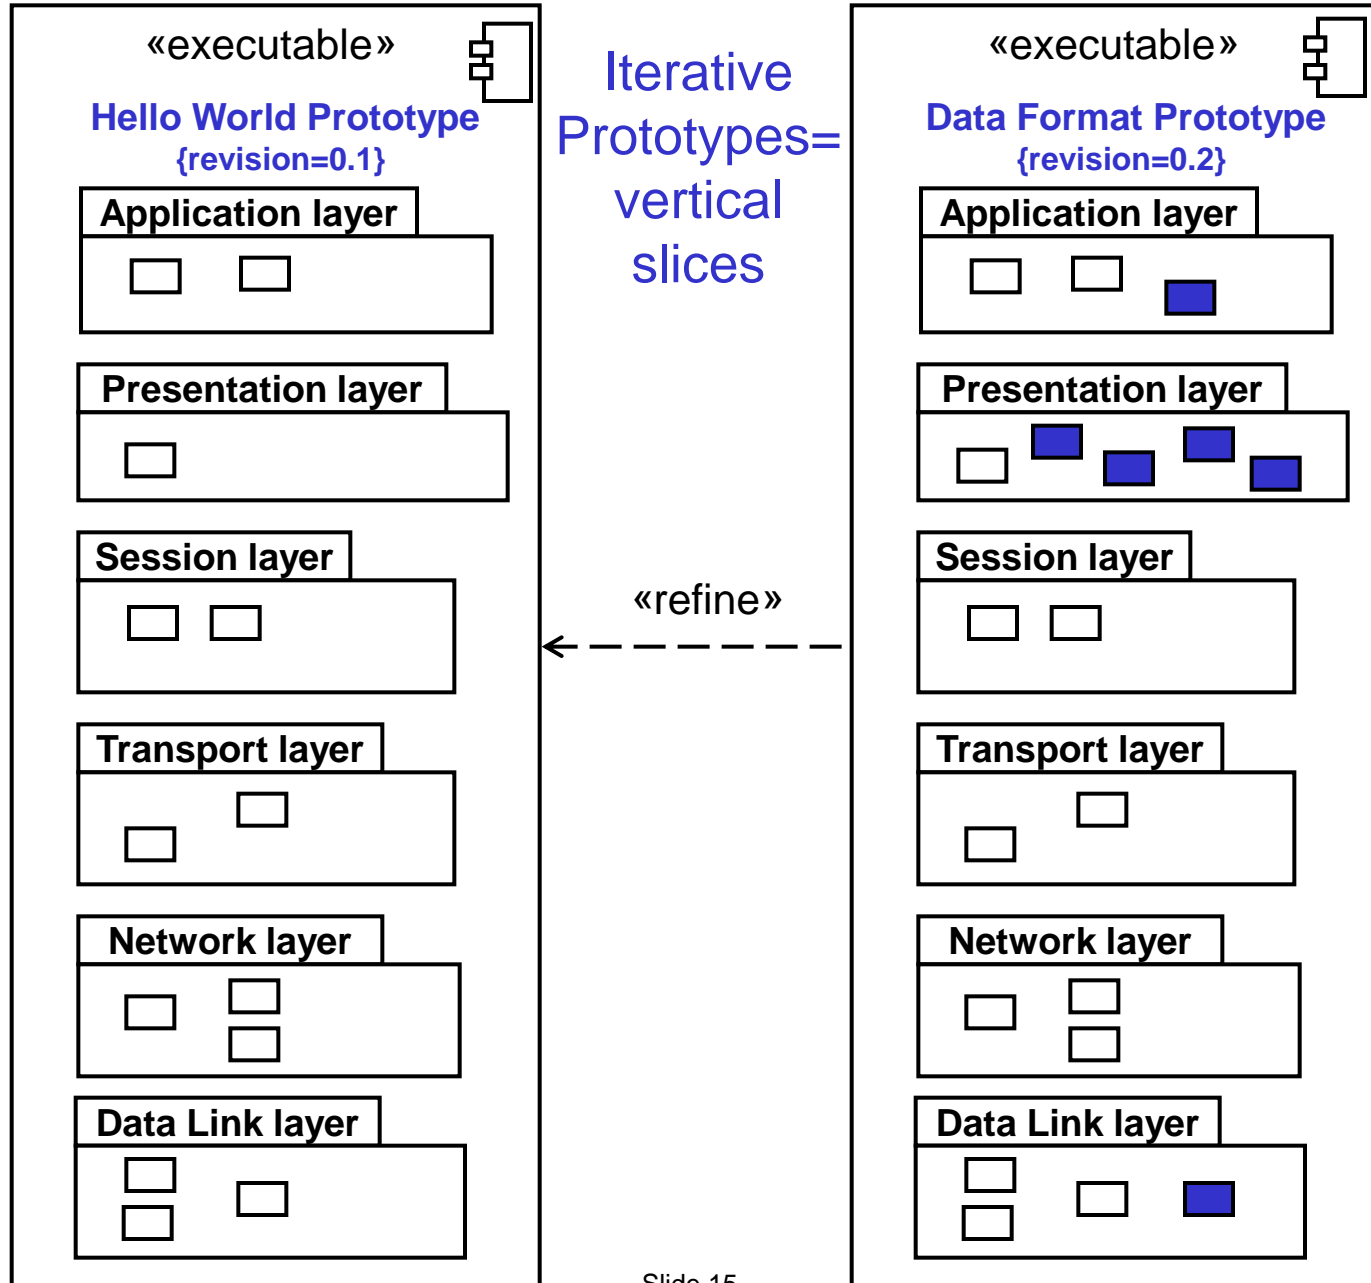 «executable»
Hello World Prototype
{revision=0.1}
Application layer
Presentation layer
Session layer
Transport layer
Network layer
Data Link layer
Iterative
Prototypes=
vertical
slices
«refine»
«executable»
Data Format Prototype
{revision=0.2}
Application layer
Presentation layer
Session layer
Transport layer
Network layer
Data Link layer
Slide 15